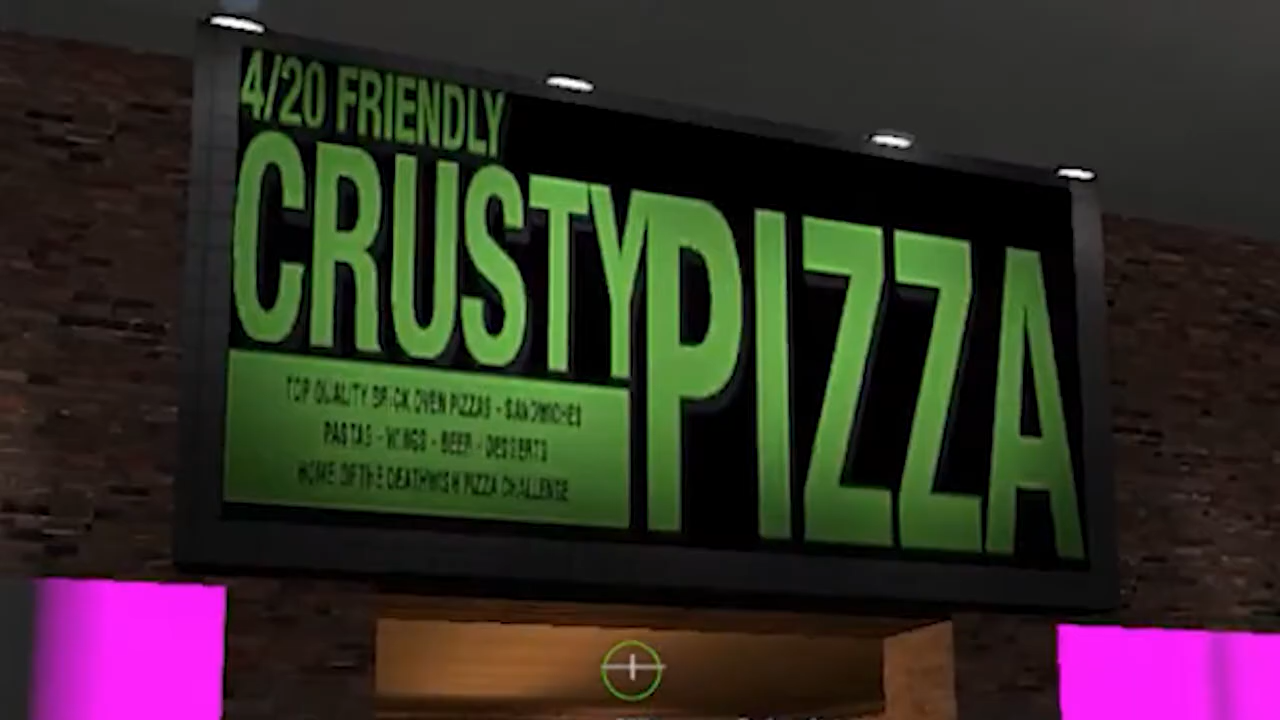 4/20 FRIENDLY
CRUSTY PIZZA
TOP QUALITY BRICK OVEN PIZZAS - SANDWICHES
PASTAS - WINGS - BEER - DESSERTS
HOME OF THE DEATHWISH PIZZA CHALLENGE